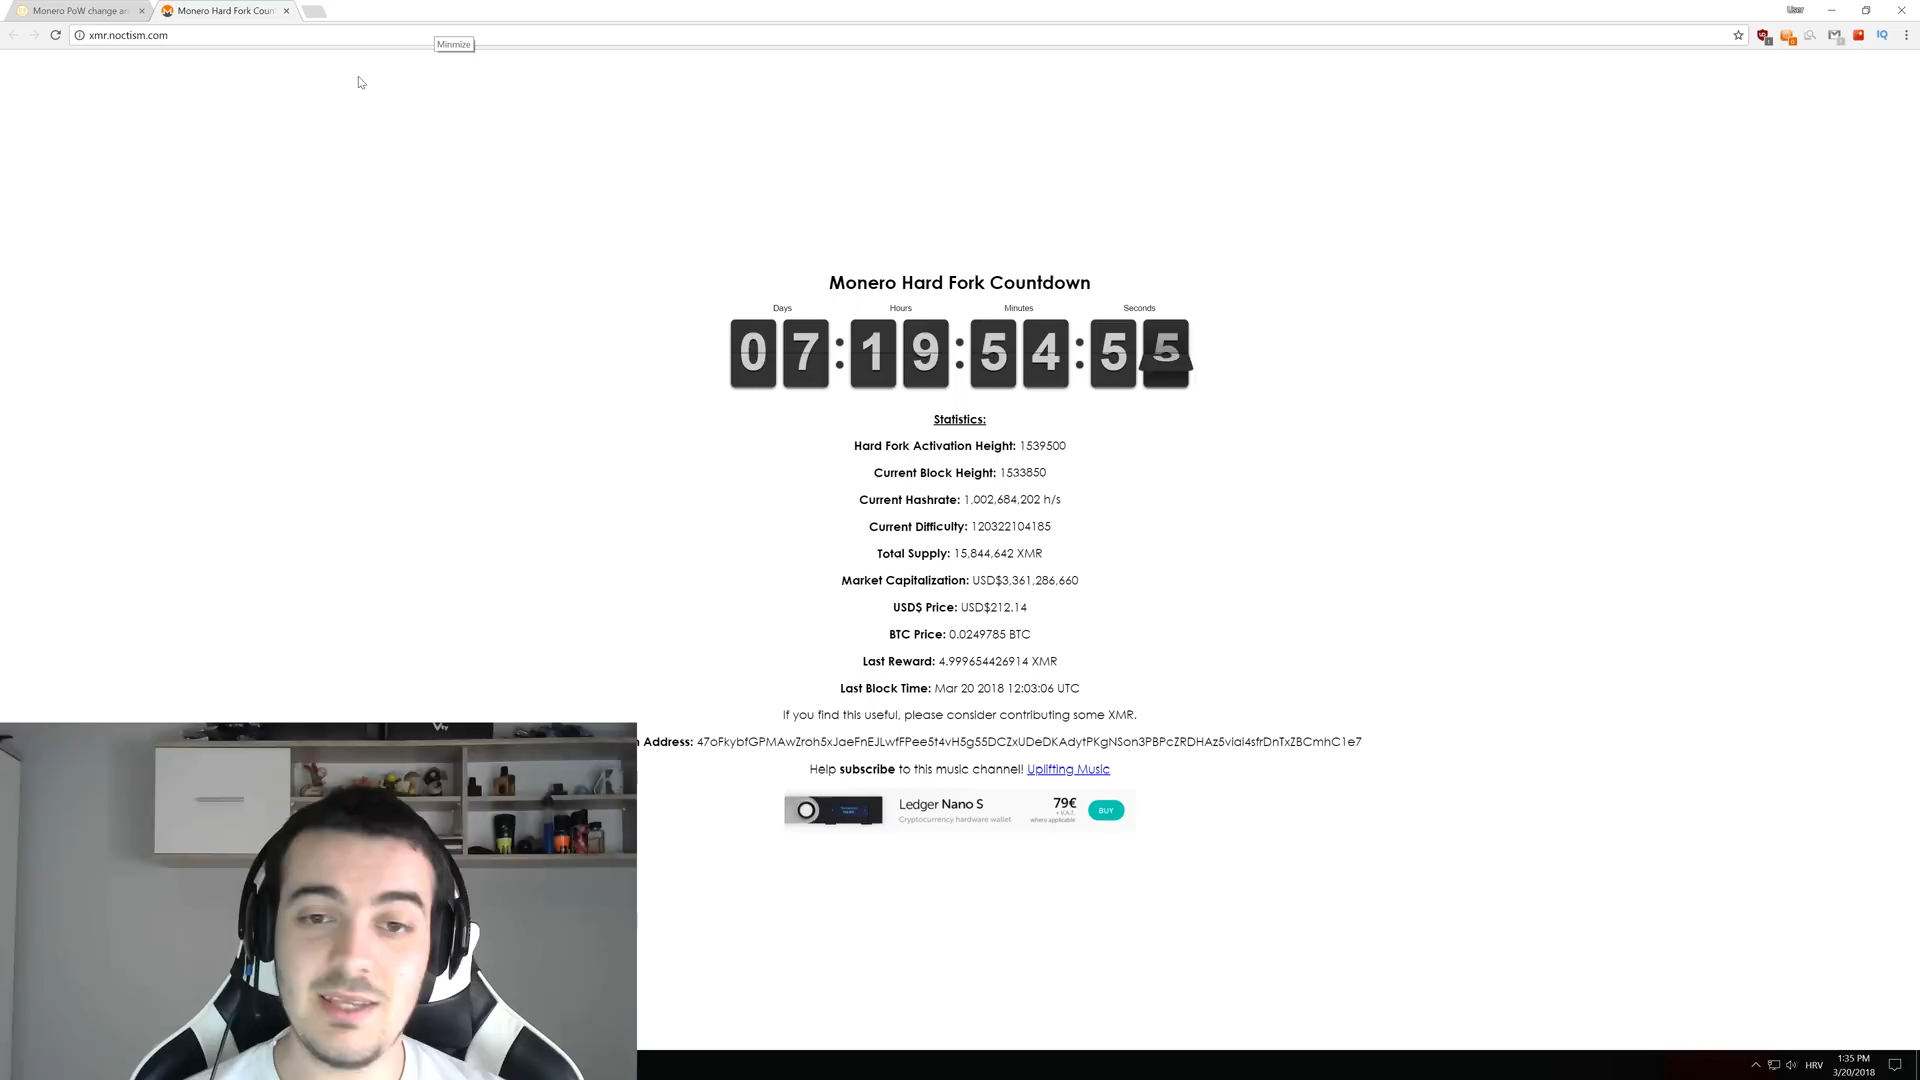 Monero PoW change an
Monero Hard Fork Coun
User
xmr.noctism.com
Minmize
Monero Hard Fork Countdown
Days Hours Minutes Seconds
07:19:54:55
Statistics:
Hard Fork Activation Height: 1539500
Current Block Height: 1533850
Current Hashrate: 1,002,684,202 h/s
Current Difficulty: 120322104185
Total Supply: 15,844,642 XMR
Market Capitalization: USD$3,361,286,660
USD$ Price: USD$212.14
BTC Price: 0.0249785 BTC
Last Reward: 4.999654426914 XMR
Last Block Time: Mar 20 2018 12:03:06 UTC
If you find this useful, please consider contributing some XMR.
n Address: 47oFkybfGPMAwZroh5xJaeFnEJLwfFPee5t4vH5g55DCZxUDeDKAdytPKgNSon3PBPcZRDHAz5viai4sfrDnTxZBCmhC1e7
Help subscribe to this music channel! Uplifting Music
Ledger Nano S
Cryptocurrency hardware wallet
79€
+ V.A.T.
where applicable
BUY
HRV
1:35 PM
3/20/2018